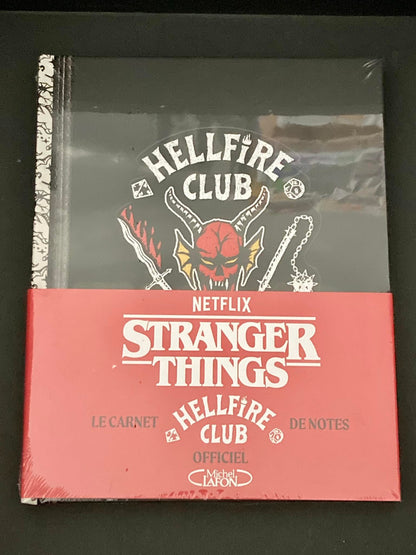 HELLFIRE
CLUB
NETFLIX
STRANGER
THINGS
LE CARNET HELLFIRE DE NOTES
CLUB
OFFICIEL
Michel
LAFON